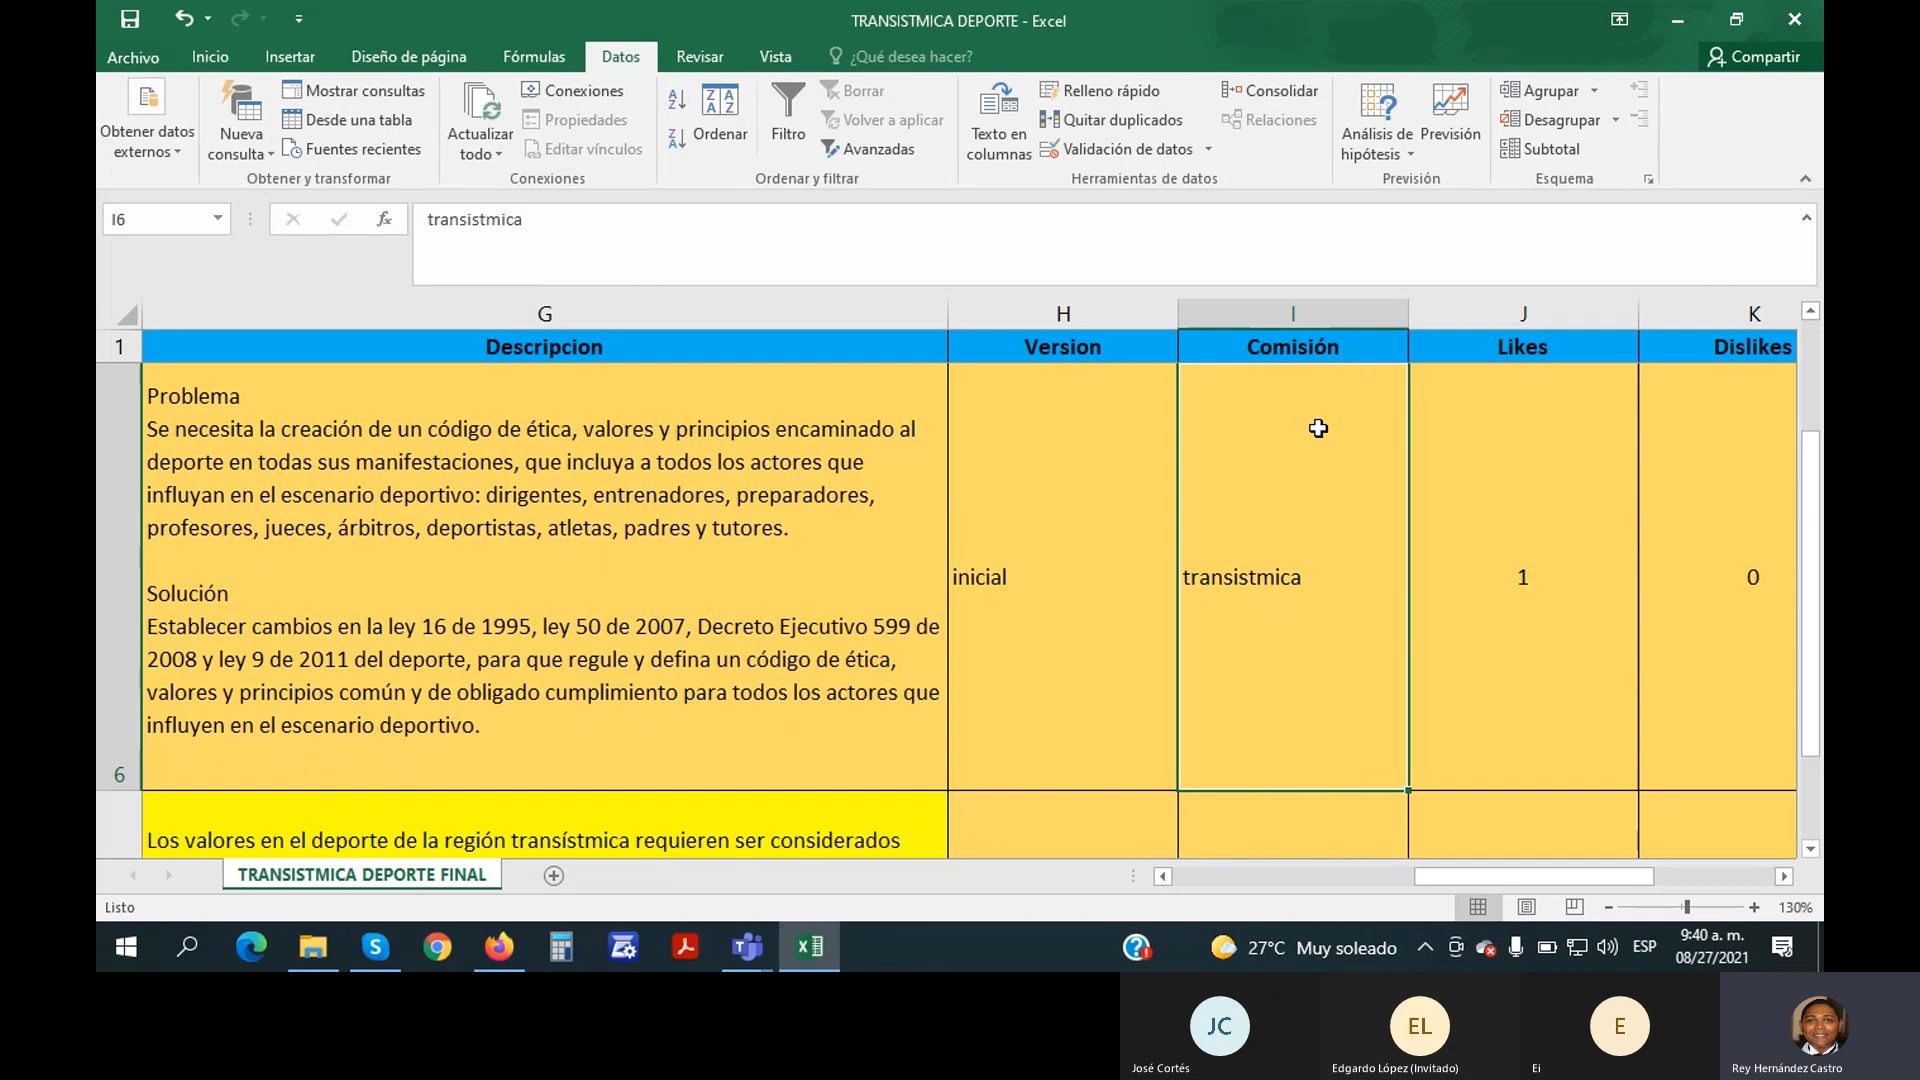 TRANSISTMICA DEPORTE - Excel
Archivo Inicio Insertar Diseño de página Fórmulas Datos Revisar Vista ¿Qué desea hacer? Compartir
Obtener datos externos
Nueva consulta
Mostrar consultas
Desde una tabla
Fuentes recientes
Obtener y transformar
Actualizar todo
Conexiones
Propiedades
Editar vínculos
Conexiones
Ordenar
Filtro
Borrar
Volver a aplicar
Avanzadas
Ordenar y filtrar
Texto en columnas
Relleno rápido
Quitar duplicados
Validación de datos
Consolidar
Relaciones
Herramientas de datos
Análisis de hipótesis
Previsión
Previsión
Agrupar
Desagrupar
Subtotal
Esquema
I6 fx transistmica
G H I J K
1 Descripcion Version Comisión Likes Dislikes
Problema
Se necesita la creación de un código de ética, valores y principios encaminado al
deporte en todas sus manifestaciones, que incluya a todos los actores que
influyan en el escenario deportivo: dirigentes, entrenadores, preparadores,
profesores, jueces, árbitros, deportistas, atletas, padres y tutores.
inicial transistmica 1 0
Solución
Establecer cambios en la ley 16 de 1995, ley 50 de 2007, Decreto Ejecutivo 599 de
2008 y ley 9 de 2011 del deporte, para que regule y defina un código de ética,
valores y principios común y de obligado cumplimiento para todos los actores que
influyen en el escenario deportivo.
6
Los valores en el deporte de la región transístmica requieren ser considerados
TRANSISTMICA DEPORTE FINAL
Listo 130%
27°C Muy soleado ESP 9:40 a. m.
08/27/2021
JC EL E
José Cortés Edgardo López (Invitado) Ei Rey Hernández Castro